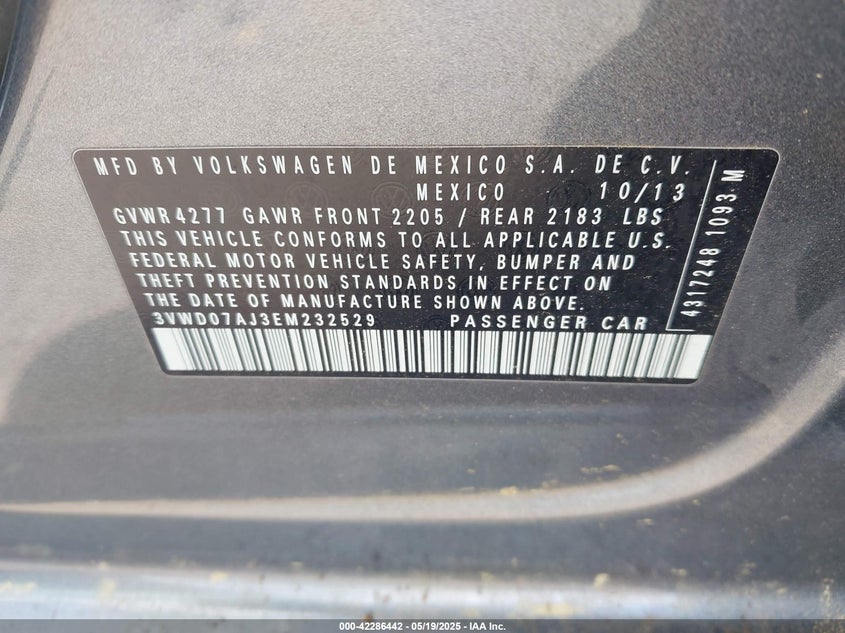 MFD BY VOLKSWAGEN DE MEXICO S.A. DE C.V.
MEXICO 10/13
GVWR 4277 GAWR FRONT 2205 / REAR 2183 LBS
THIS VEHICLE CONFORMS TO ALL APPLICABLE U.S.
FEDERAL MOTOR VEHICLE SAFETY, BUMPER AND
THEFT PREVENTION STANDARDS IN EFFECT ON
THE DATE OF MANUFACTURE SHOWN ABOVE.
3VWD07AJ3EM232529 PASSENGER CAR
4317248 1093 M
000-42286442 - 05/19/2025 - IAA Inc.